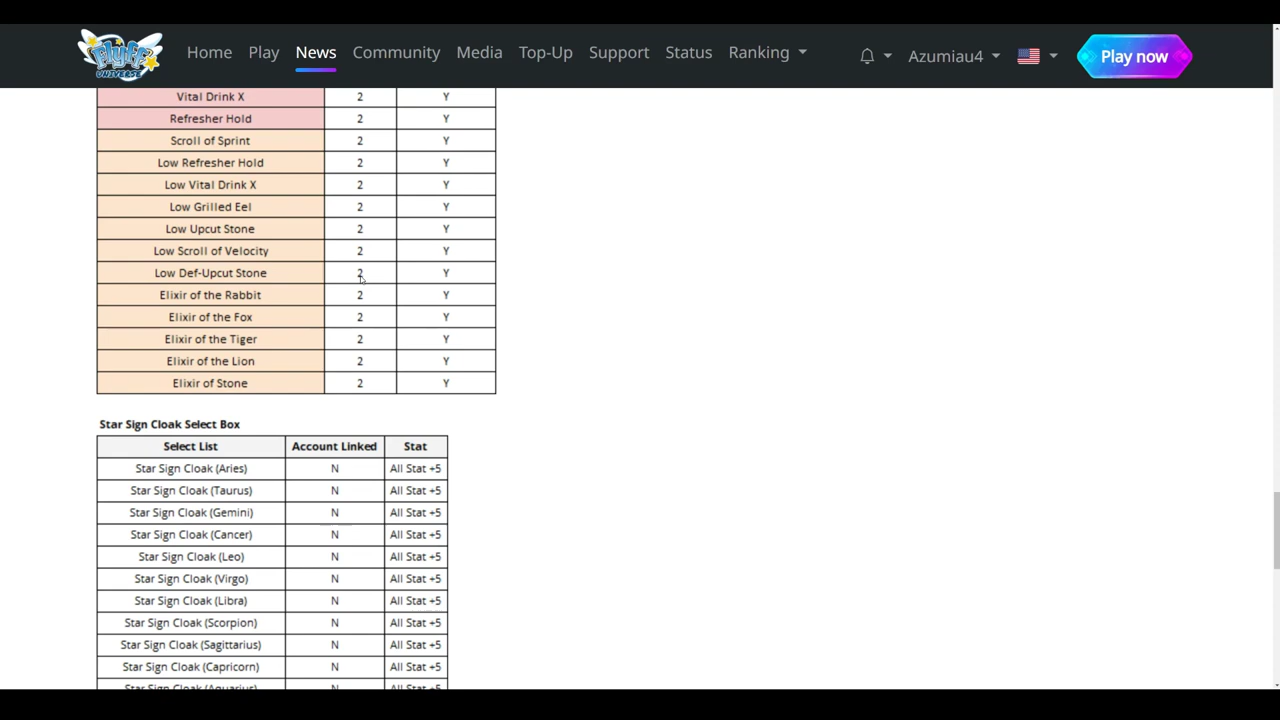 Flyff
UNIVERSE
Home Play News Community Media Top-Up Support Status Ranking Azumiau4 Play now
Vital Drink X 2 Y
Refresher Hold 2 Y
Scroll of Sprint 2 Y
Low Refresher Hold 2 Y
Low Vital Drink X 2 Y
Low Grilled Eel 2 Y
Low Upcut Stone 2 Y
Low Scroll of Velocity 2 Y
Low Def-Upcut Stone 2 Y
Elixir of the Rabbit 2 Y
Elixir of the Fox 2 Y
Elixir of the Tiger 2 Y
Elixir of the Lion 2 Y
Elixir of Stone 2 Y
Star Sign Cloak Select Box
Select List Account Linked Stat
Star Sign Cloak (Aries) N All Stat +5
Star Sign Cloak (Taurus) N All Stat +5
Star Sign Cloak (Gemini) N All Stat +5
Star Sign Cloak (Cancer) N All Stat +5
Star Sign Cloak (Leo) N All Stat +5
Star Sign Cloak (Virgo) N All Stat +5
Star Sign Cloak (Libra) N All Stat +5
Star Sign Cloak (Scorpion) N All Stat +5
Star Sign Cloak (Sagittarius) N All Stat +5
Star Sign Cloak (Capricorn) N All Stat +5
Star Sign Cloak (Aquarius) N All Stat +5